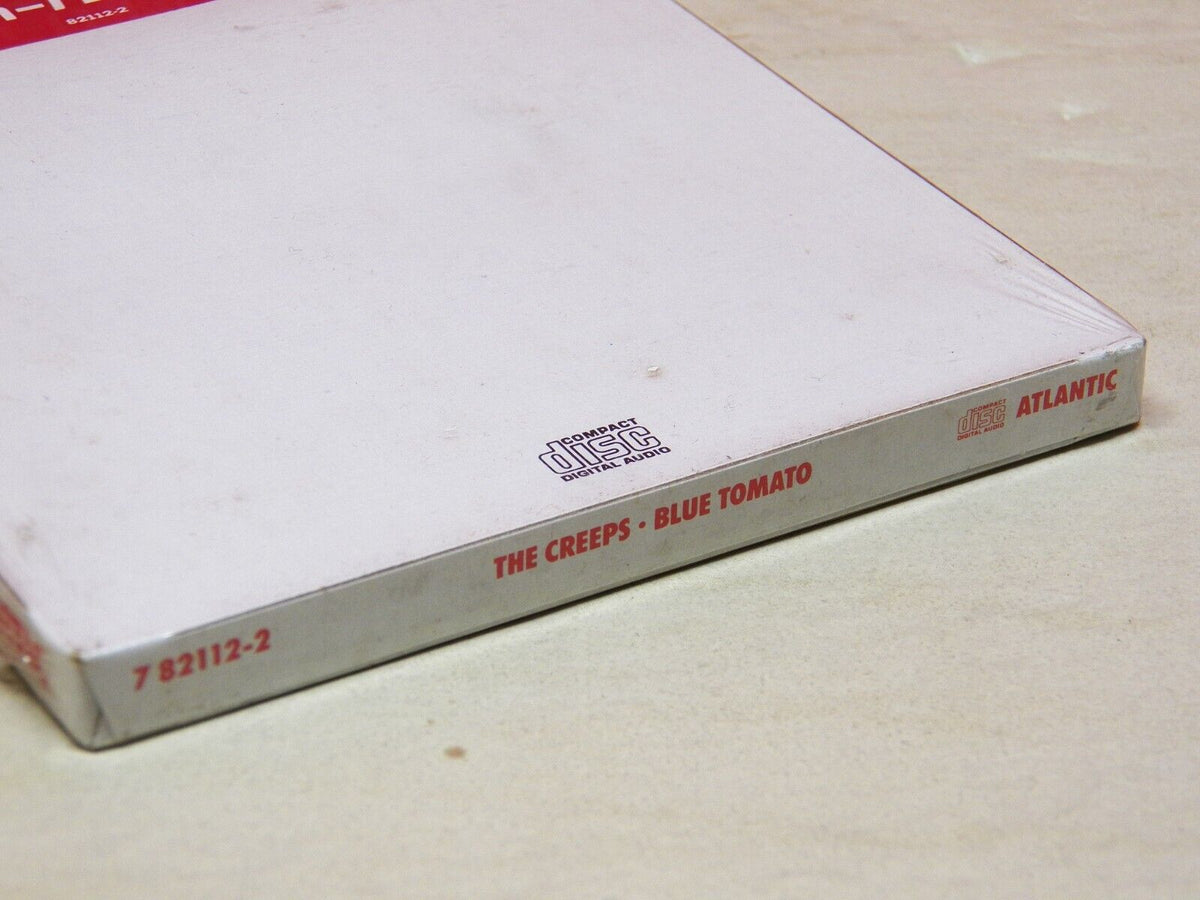 82112-2
COMPACT
disc
DIGITAL AUDIO
7 82112-2
THE CREEPS · BLUE TOMATO
COMPACT
disc
DIGITAL AUDIO
ATLANTIC